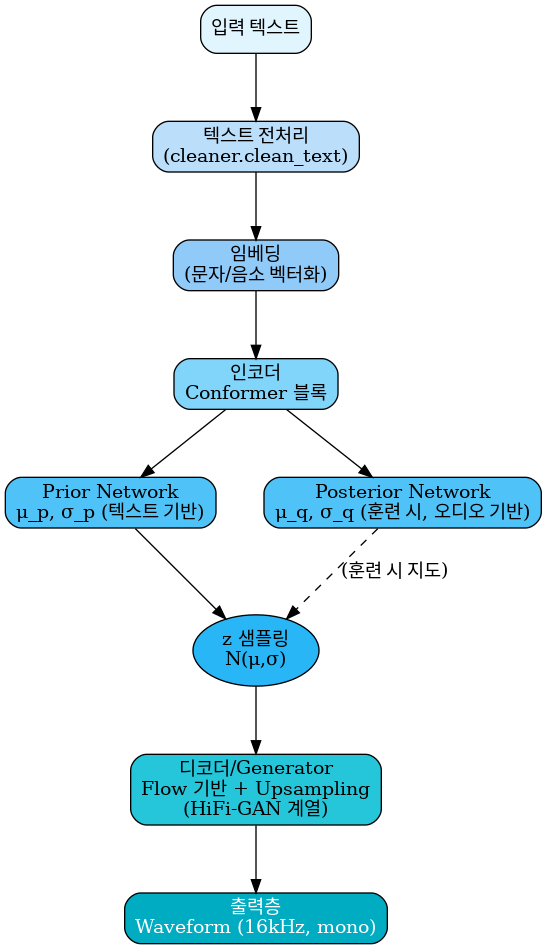 입력 텍스트
텍스트 전처리
(cleaner.clean_text)
임베딩
(문자/음소 벡터화)
인코더
Conformer 블록
Prior Network
μ_p, σ_p (텍스트 기반)
Posterior Network
μ_q, σ_q (훈련 시, 오디오 기반)
(훈련 시 지도)
z 샘플링
N(μ,σ)
디코더/Generator
Flow 기반 + Upsampling
(HiFi-GAN 계열)
출력층
Waveform (16kHz, mono)